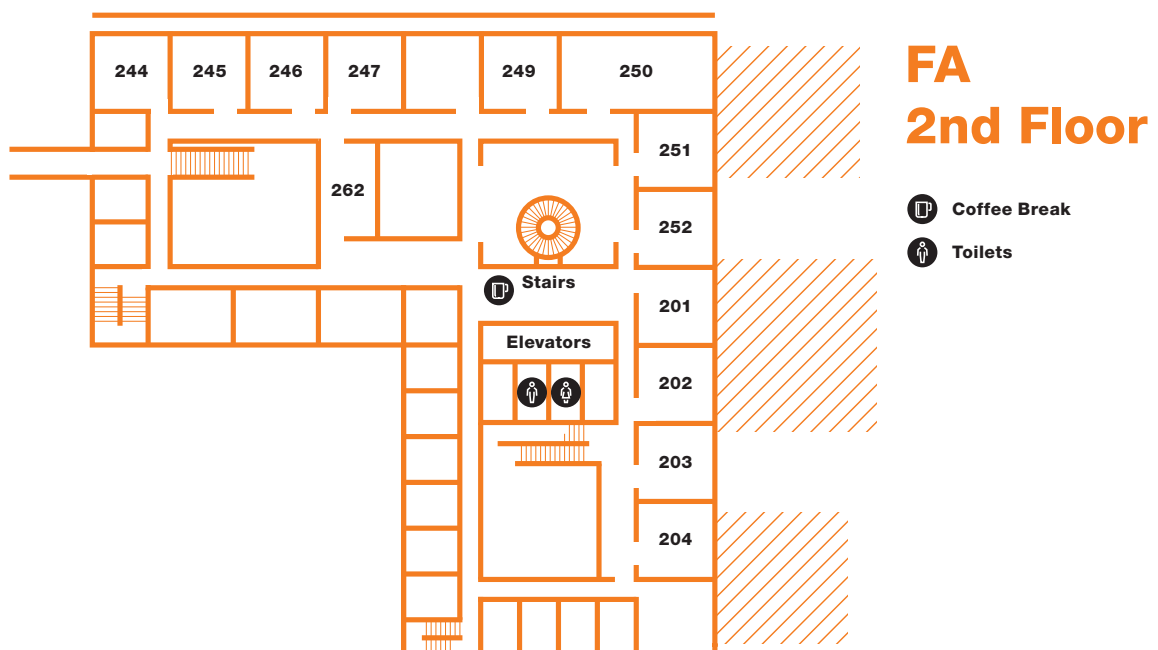 244 245 246 247 249 250
FA
2nd Floor
251
262
Coffee Break
252
Toilets
Stairs
201
Elevators
202
203
204